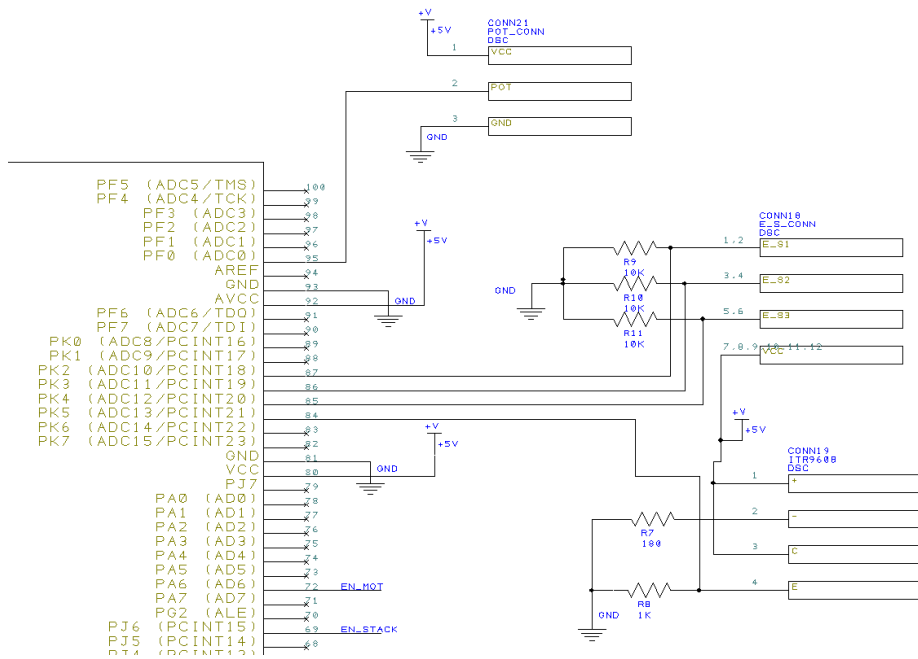 +V
+5V
CONN21
POT_CONN
DSC
1 VCC
2 POT
3 GND
GND
PF5 (ADC5/TMS) 100
PF4 (ADC4/TCK) 99
PF3 (ADC3) 98
PF2 (ADC2) 97
PF1 (ADC1) 96
PF0 (ADC0) 95
AREF 94
GND 93
AVCC 92
PF6 (ADC6/TDO) 91
PF7 (ADC7/TDI) 90
PK0 (ADC8/PCINT16) 89
PK1 (ADC9/PCINT17) 88
PK2 (ADC10/PCINT18) 87
PK3 (ADC11/PCINT19) 86
PK4 (ADC12/PCINT20) 85
PK5 (ADC13/PCINT21) 84
PK6 (ADC14/PCINT22) 83
PK7 (ADC15/PCINT23) 82
GND 81
VCC 80
PJ7 79
PA0 (AD0) 78
PA1 (AD1) 77
PA2 (AD2) 76
PA3 (AD3) 75
PA4 (AD4) 74
PA5 (AD5) 73
PA6 (AD6) 72 EN_MOT
PA7 (AD7) 71
PG2 (ALE) 70
PJ6 (PCINT15) 69 EN_STACK
PJ5 (PCINT14) 68
PJ4 (PCINT13)
+V
+5V
GND
+V
+5V
GND
CONN18
E_S_CONN
DSC
1.2 E_S1
3.4 E_S2
5.6 E_S3
7.8.9.10.11.12 VCC
R9
10K
R10
10K
R11
10K
GND
+V
+5V
CONN19
ITR9608
DSC
1 +
2 -
3 C
4 E
R7
180
R8
1K
GND